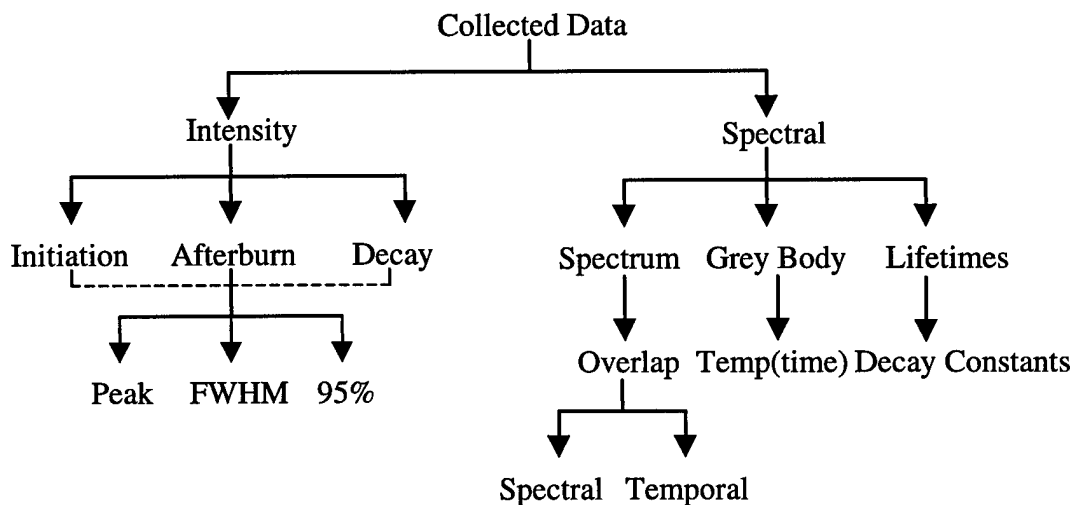 Collected Data
Intensity Spectral
Initiation Afterburn Decay Spectrum Grey Body Lifetimes
Overlap Temp(time) Decay Constants
Peak FWHM 95%
Spectral Temporal